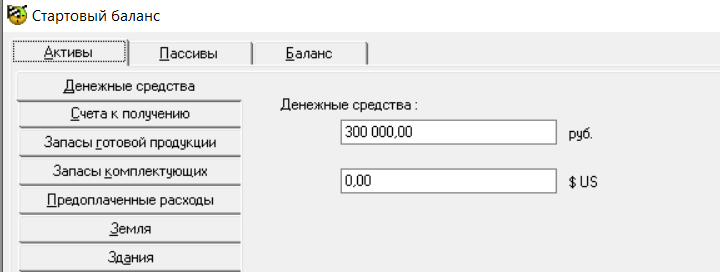 Стартовый баланс
Активы
Пассивы
Баланс
Денежные средства
Счета к получению
Запасы готовой продукции
Запасы комплектующих
Предоплаченные расходы
Земля
Здания
Денежные средства :
300 000,00 руб.
0,00 $ US